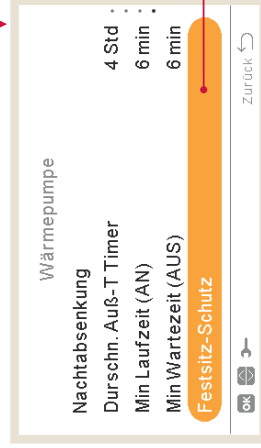 Wärmepumpe
Nachtabsenkung
Durschn. Auß-T Timer 4 Std
Min Laufzeit (AN) 6 min
Min Wartezeit (AUS) 6 min
Festsitz-Schutz
OK Zurück